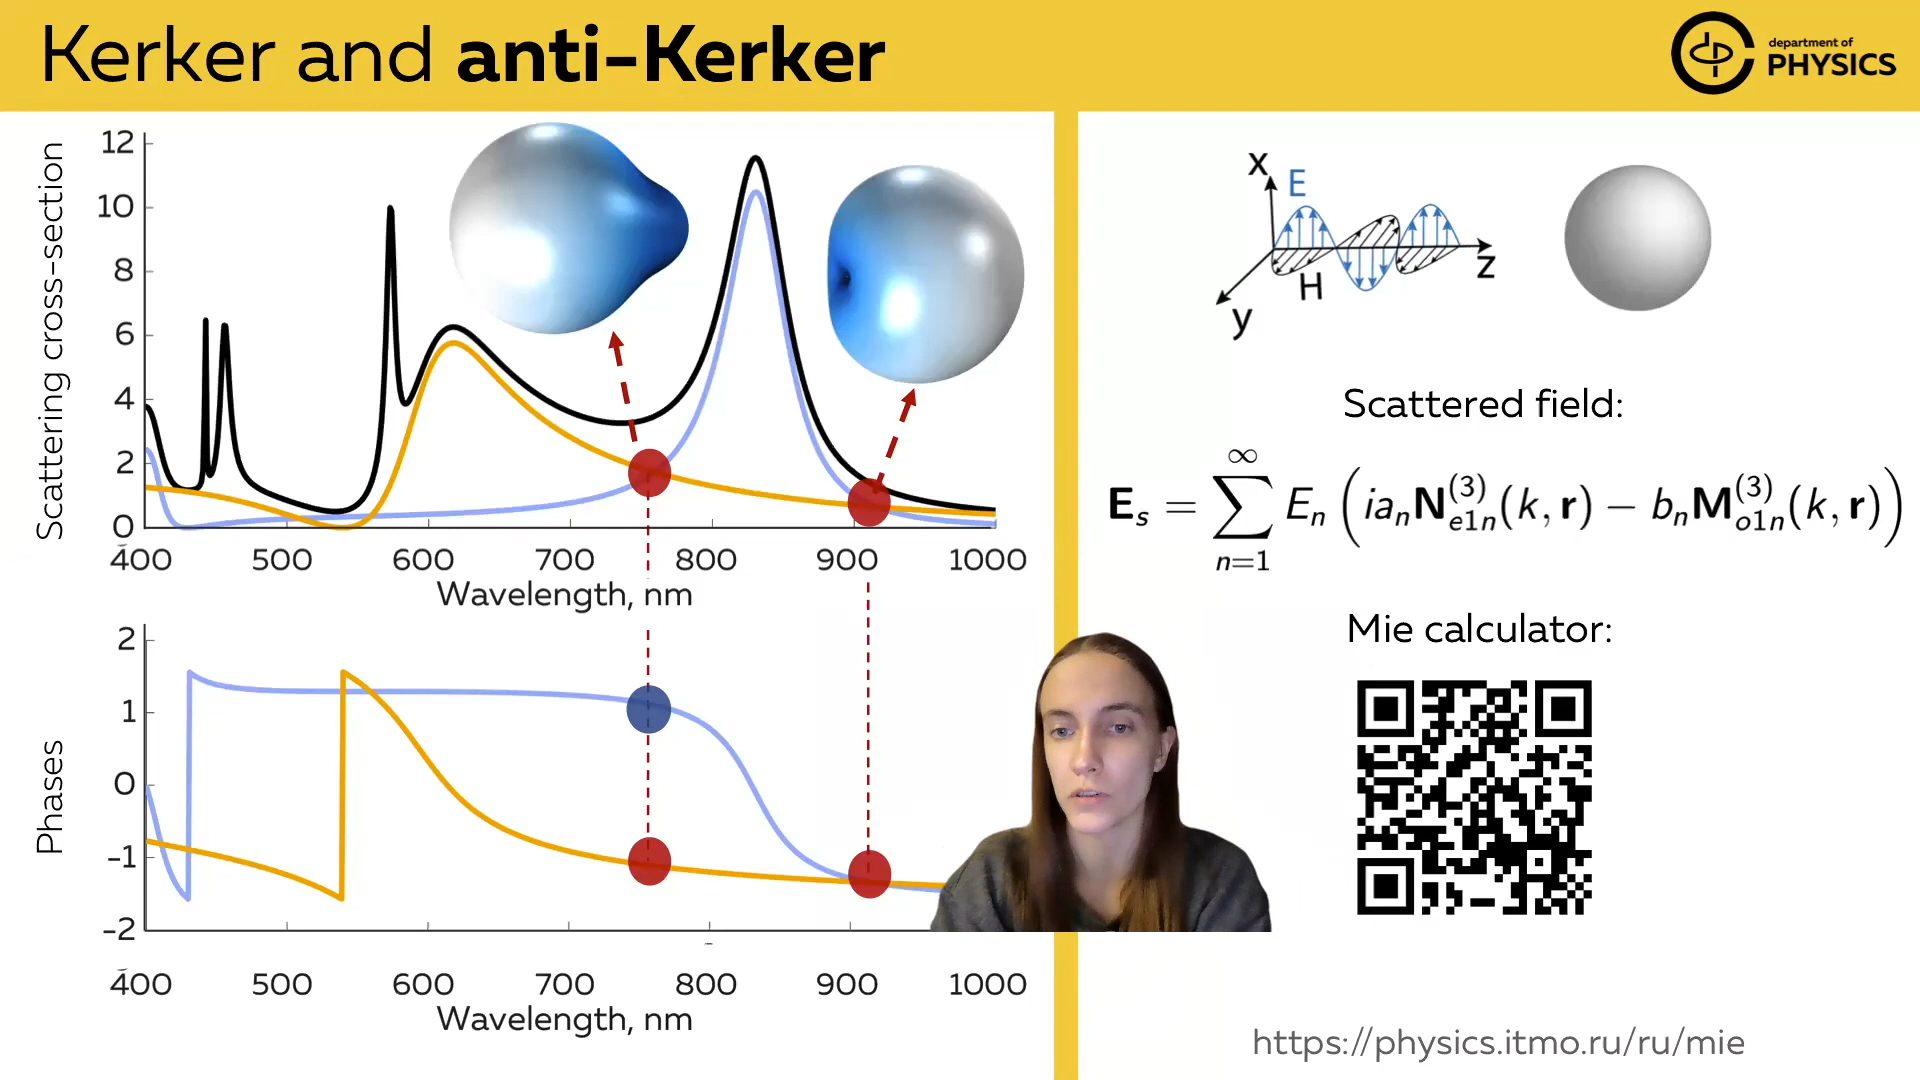 Kerker and anti-Kerker
department of
PHYSICS
Scattering cross-section
12
10
8
6
4
2
0
400 500 600 700 800 900 1000
Wavelength, nm
Phases
2
1
0
-1
-2
400 500 600 700 800 900 1000
Wavelength, nm
x
E
z
H
y
Scattered field:
E_s = ∑_{n=1}^{∞} E_n (ia_n N^{(3)}_{e1n}(k, r) − b_n M^{(3)}_{o1n}(k, r))
Mie calculator:
https://physics.itmo.ru/ru/mie